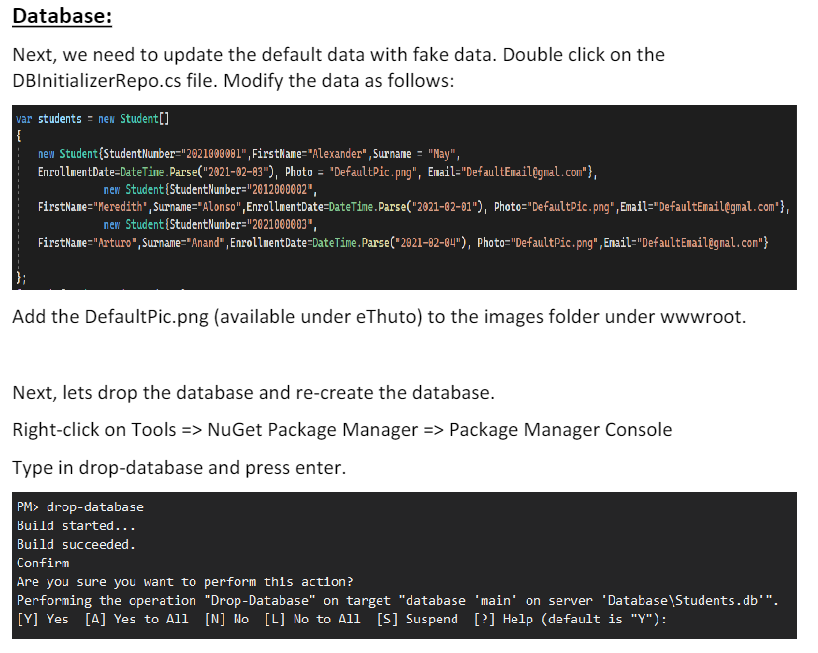 Database:
Next, we need to update the default data with fake data. Double click on the
DBInitializerRepo.cs file. Modify the data as follows:
var students = new Student[]
{
new Student{StudentNumber="2021000001",FirstName="Alexander",Surname = "May",
EnrollmentDate=DateTime.Parse("2021-02-03"), Photo = "DefaultPic.png", Email="DefaultEmail@gmal.com"},
new Student{StudentNumber="2012000002",
FirstName="Meredith",Surname="Alonso",EnrollmentDate=DateTime.Parse("2021-02-01"), Photo="DefaultPic.png",Email="DefaultEmail@gmal.com"},
new Student{StudentNumber="2021000003",
FirstName="Arturo",Surname="Anand",EnrollmentDate=DateTime.Parse("2021-02-04"), Photo="DefaultPic.png",Email="DefaultEmail@gmal.com"}
};
Add the DefaultPic.png (available under eThuto) to the images folder under wwwroot.
Next, lets drop the database and re-create the database.
Right-click on Tools => NuGet Package Manager => Package Manager Console
Type in drop-database and press enter.
PM> drop-database
Build started...
Build succeeded.
Confirm
Are you sure you want to perform this action?
Performing the operation "Drop-Database" on target "database 'main' on server 'Database\Students.db'".
[Y] Yes [A] Yes to All [N] No [L] No to All [S] Suspend [?] Help (default is "Y"):